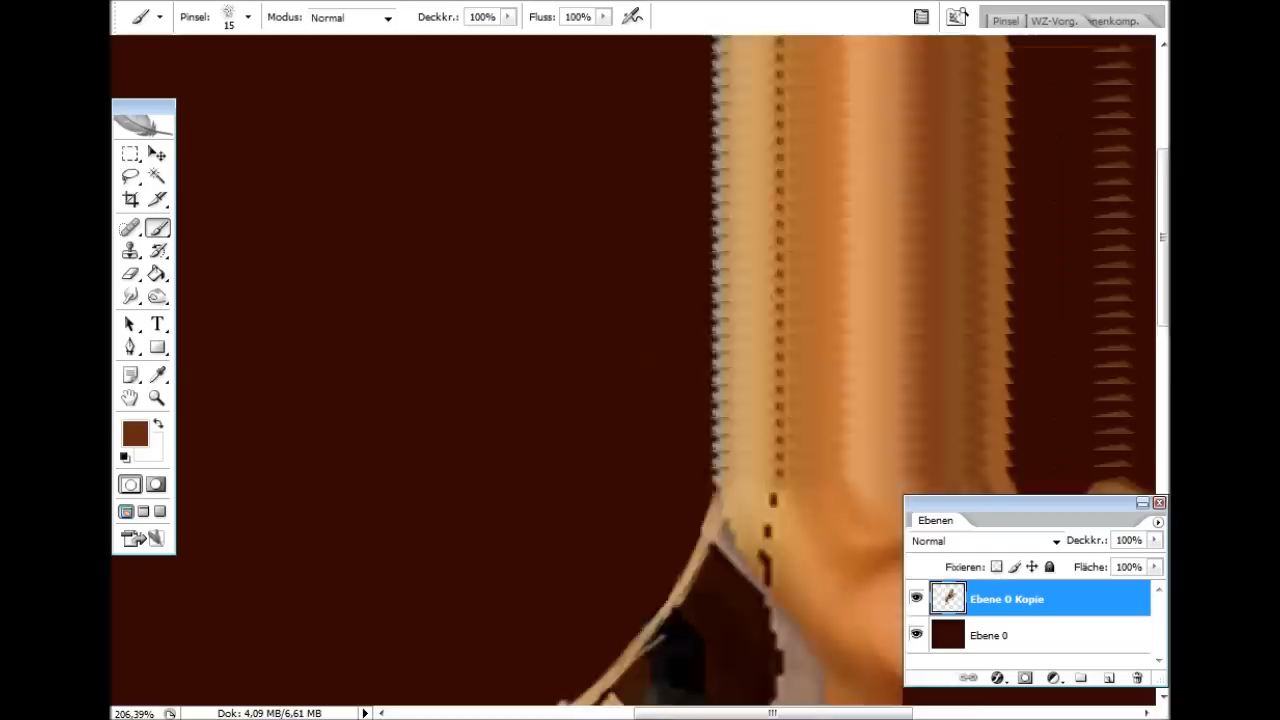 Pinsel: 15 Modus: Normal Deckkr.: 100% Fluss: 100% Pinsel WZ-Vorg. nenkomp.
Ebenen
Normal Deckkr.: 100%
Fixieren: Fläche: 100%
Ebene 0 Kopie
Ebene 0
206,39% Dok: 4,09 MB/6,61 MB